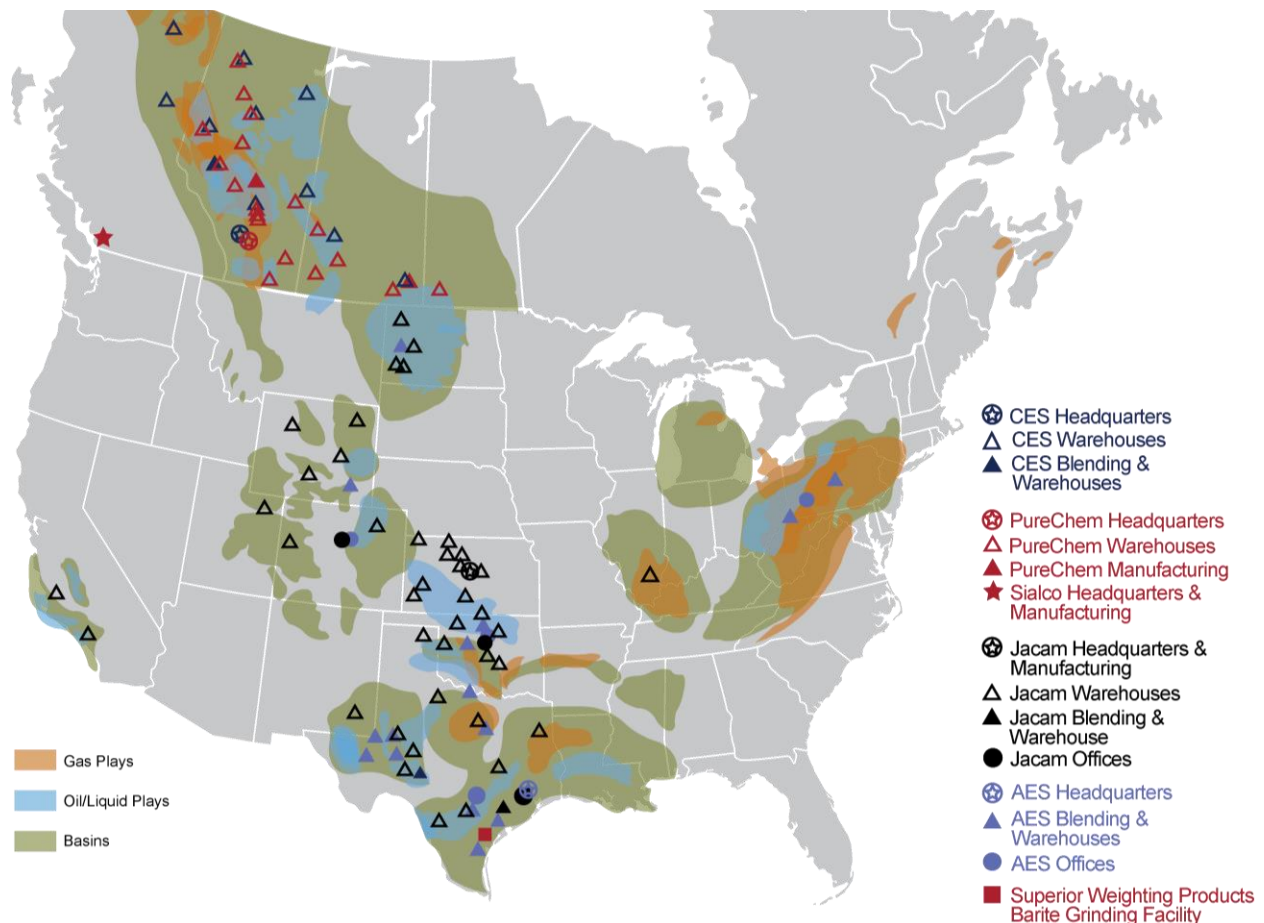 CES Headquarters
CES Warehouses
CES Blending &
Warehouses
PureChem Headquarters
PureChem Warehouses
PureChem Manufacturing
Sialco Headquarters &
Manufacturing
Jacam Headquarters &
Manufacturing
Jacam Warehouses
Jacam Blending &
Warehouse
Jacam Offices
AES Headquarters
AES Blending &
Warehouses
AES Offices
Superior Weighting Products
Barite Grinding Facility
Gas Plays
Oil/Liquid Plays
Basins